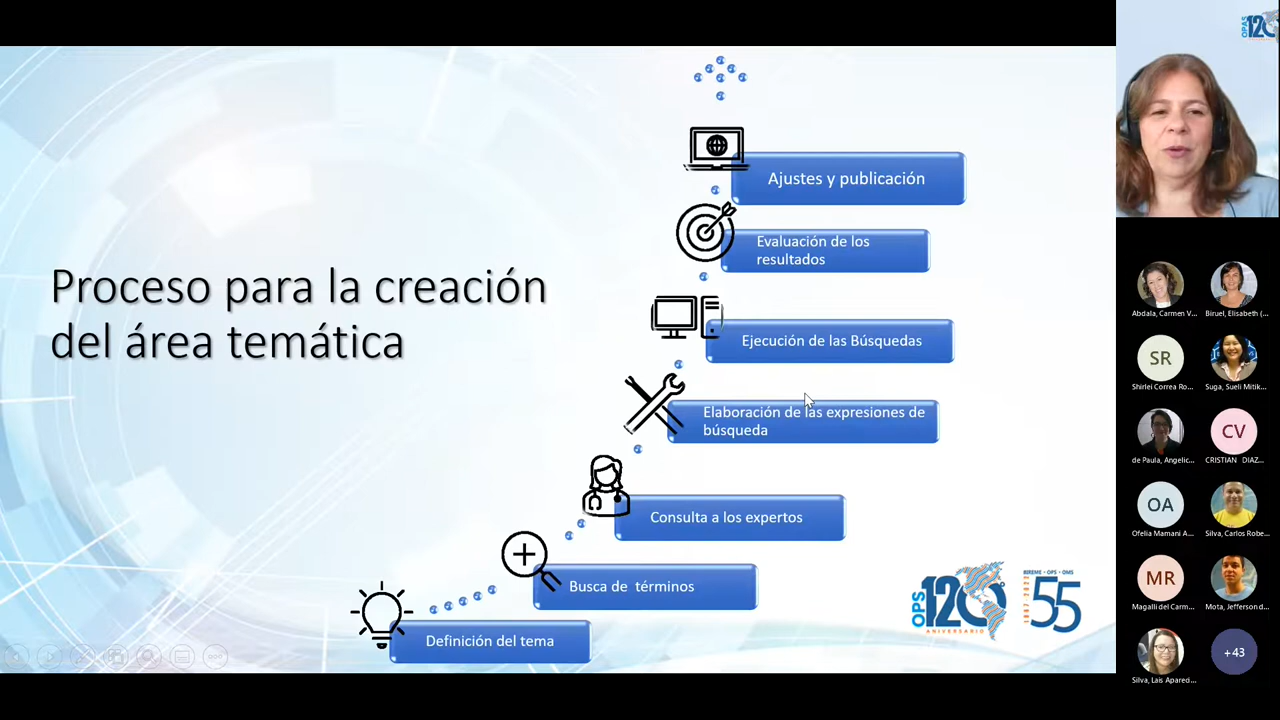 Proceso para la creación
del área temática
Ajustes y publicación
Evaluación de los
resultados
Ejecución de las Búsquedas
Elaboración de las expresiones de
búsqueda
Consulta a los expertos
Busca de términos
Definición del tema
OPS
120
ANIVERSARIO
BIREME • OPS • OMS
55
OPAS
120
Abdala, Carmen V...
Biruel, Elisabeth (...
SR
Shirlei Correa Ro...
Suga, Sueli Mitik...
de Paula, Angelic...
CV
CRISTIAN DIAZ...
OA
Ofelia Mamani A...
Silva, Carlos Robe...
MR
Magalli del Carm...
Mota, Jefferson d...
Silva, Lais Apared...
+43